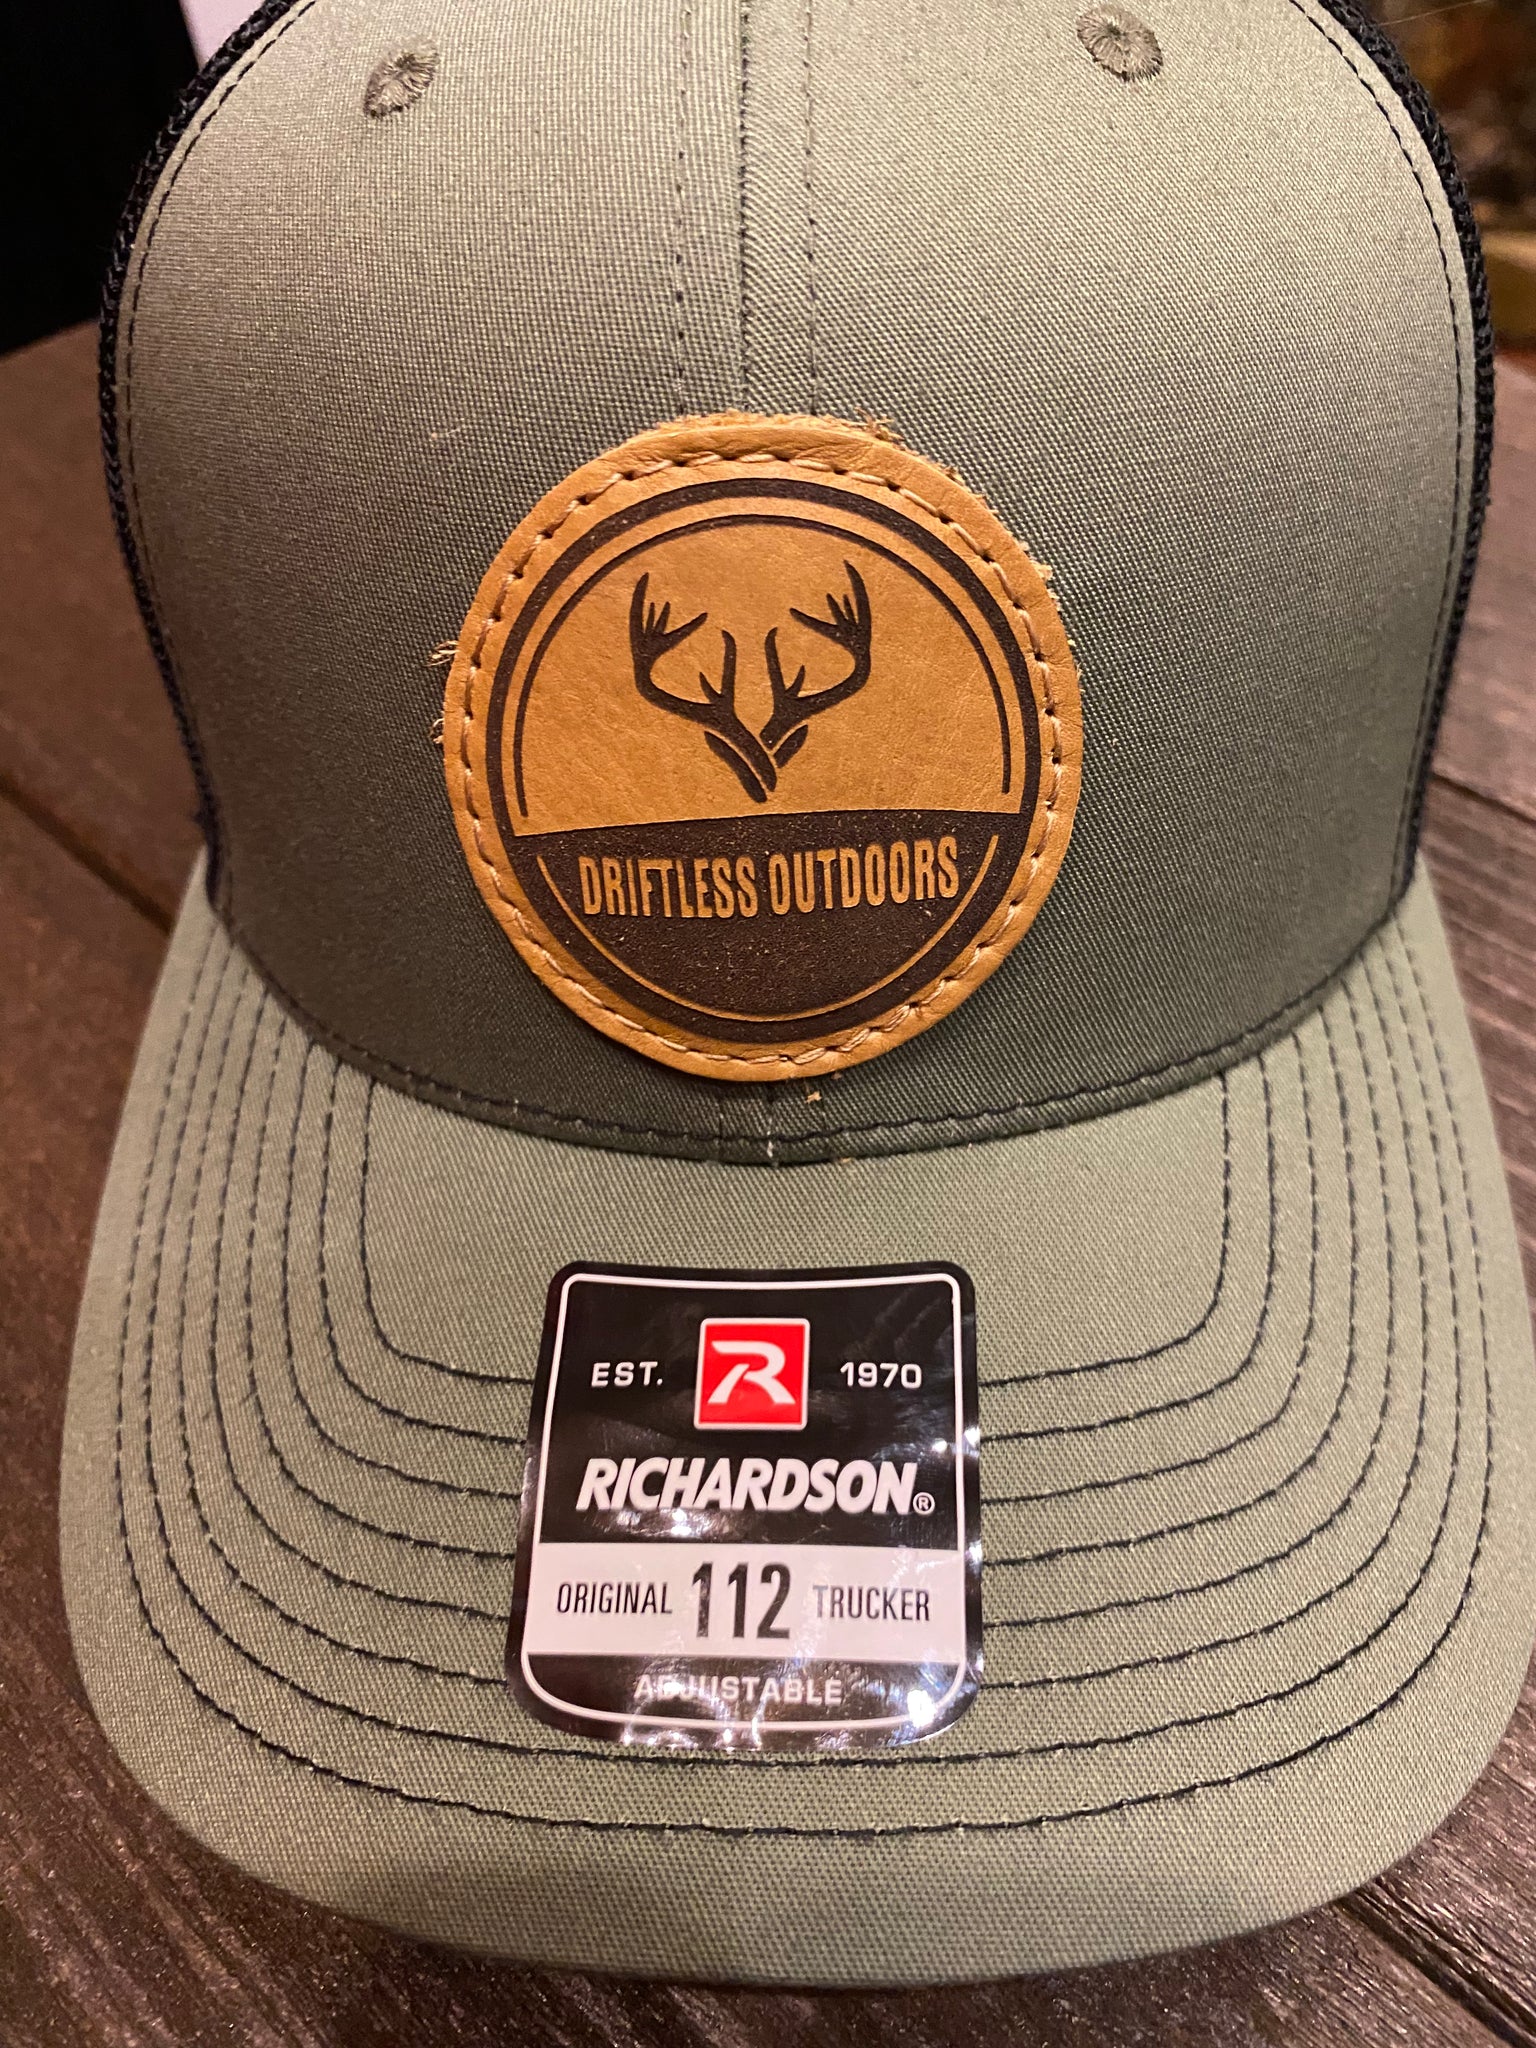 DRIFTLESS OUTDOORS
EST. R 1970
RICHARDSON®
ORIGINAL 112 TRUCKER
ADJUSTABLE